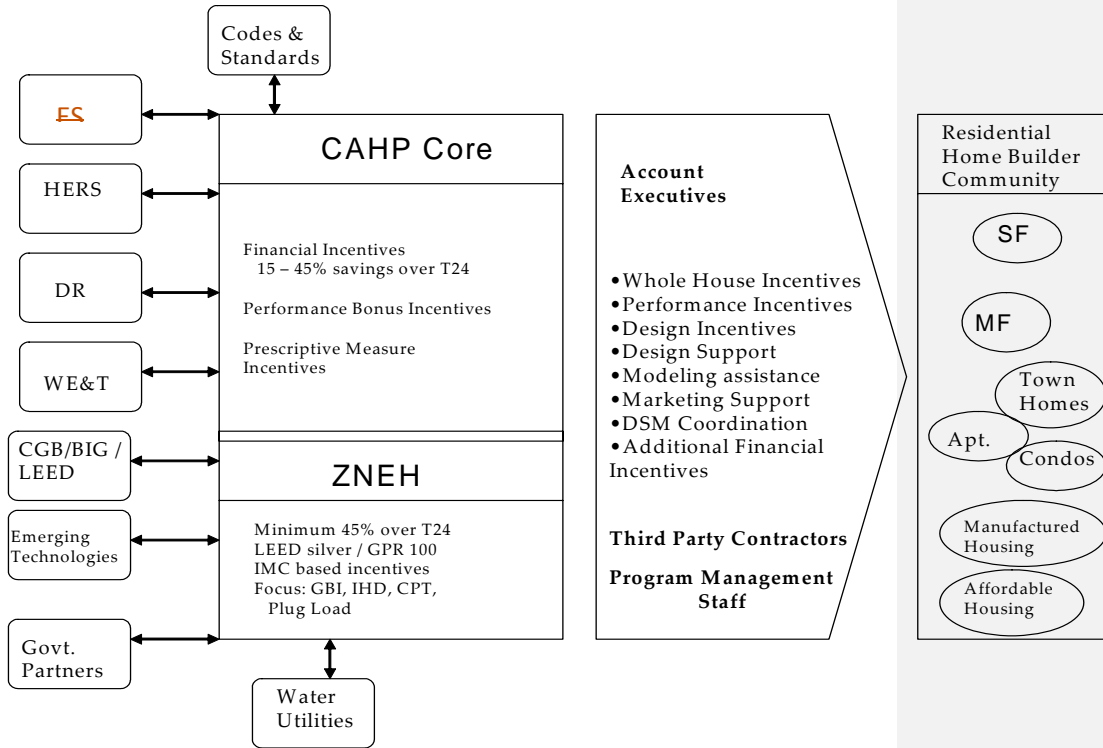 Codes &
Standards
HERS
DR
WE&T
CGB/BIG /
LEED
Emerging
Technologies
Govt.
Partners
CAHP Core
Financial Incentives
15 – 45% savings over T24
Performance Bonus Incentives
Prescriptive Measure
Incentives
ZNEH
Minimum 45% over T24
LEED silver / GPR 100
IMC based incentives
Focus: GBI, IHD, CPT,
Plug Load
Water
Utilities
Account
Executives
•Whole House Incentives
•Performance Incentives
•Design Incentives
•Design Support
•Modeling assistance
•Marketing Support
•DSM Coordination
•Additional Financial
Incentives
Third Party Contractors
Program Management
Staff
Residential
Home Builder
Community
SF
MF
Town
Homes
Apt.
Condos
Manufactured
Housing
Affordable
Housing